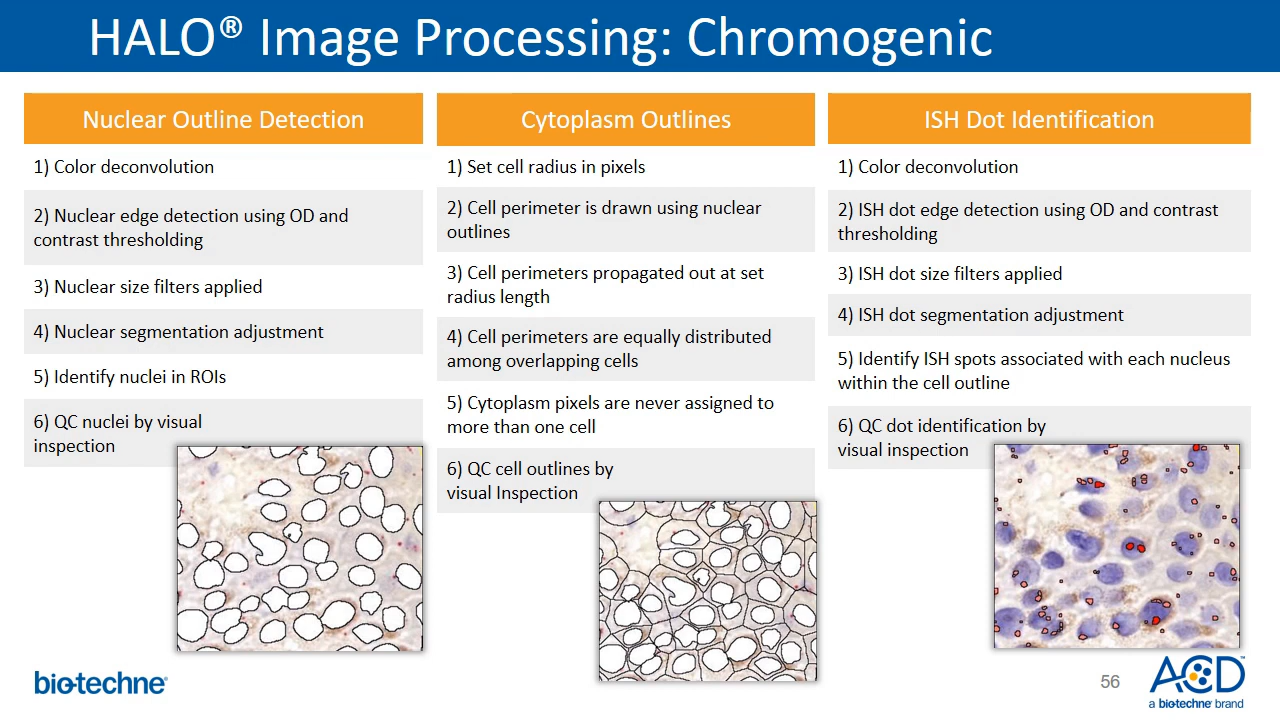 HALO® Image Processing: Chromogenic
Nuclear Outline Detection
1) Color deconvolution
2) Nuclear edge detection using OD and
contrast thresholding
3) Nuclear size filters applied
4) Nuclear segmentation adjustment
5) Identify nuclei in ROIs
6) QC nuclei by visual
inspection
Cytoplasm Outlines
1) Set cell radius in pixels
2) Cell perimeter is drawn using nuclear
outlines
3) Cell perimeters propagated out at set
radius length
4) Cell perimeters are equally distributed
among overlapping cells
5) Cytoplasm pixels are never assigned to
more than one cell
6) QC cell outlines by
visual Inspection
ISH Dot Identification
1) Color deconvolution
2) ISH dot edge detection using OD and contrast
thresholding
3) ISH dot size filters applied
4) ISH dot segmentation adjustment
5) Identify ISH spots associated with each nucleus
within the cell outline
6) QC dot identification by
visual inspection
bio-techne®
56
ACD™
a bio-techne® brand